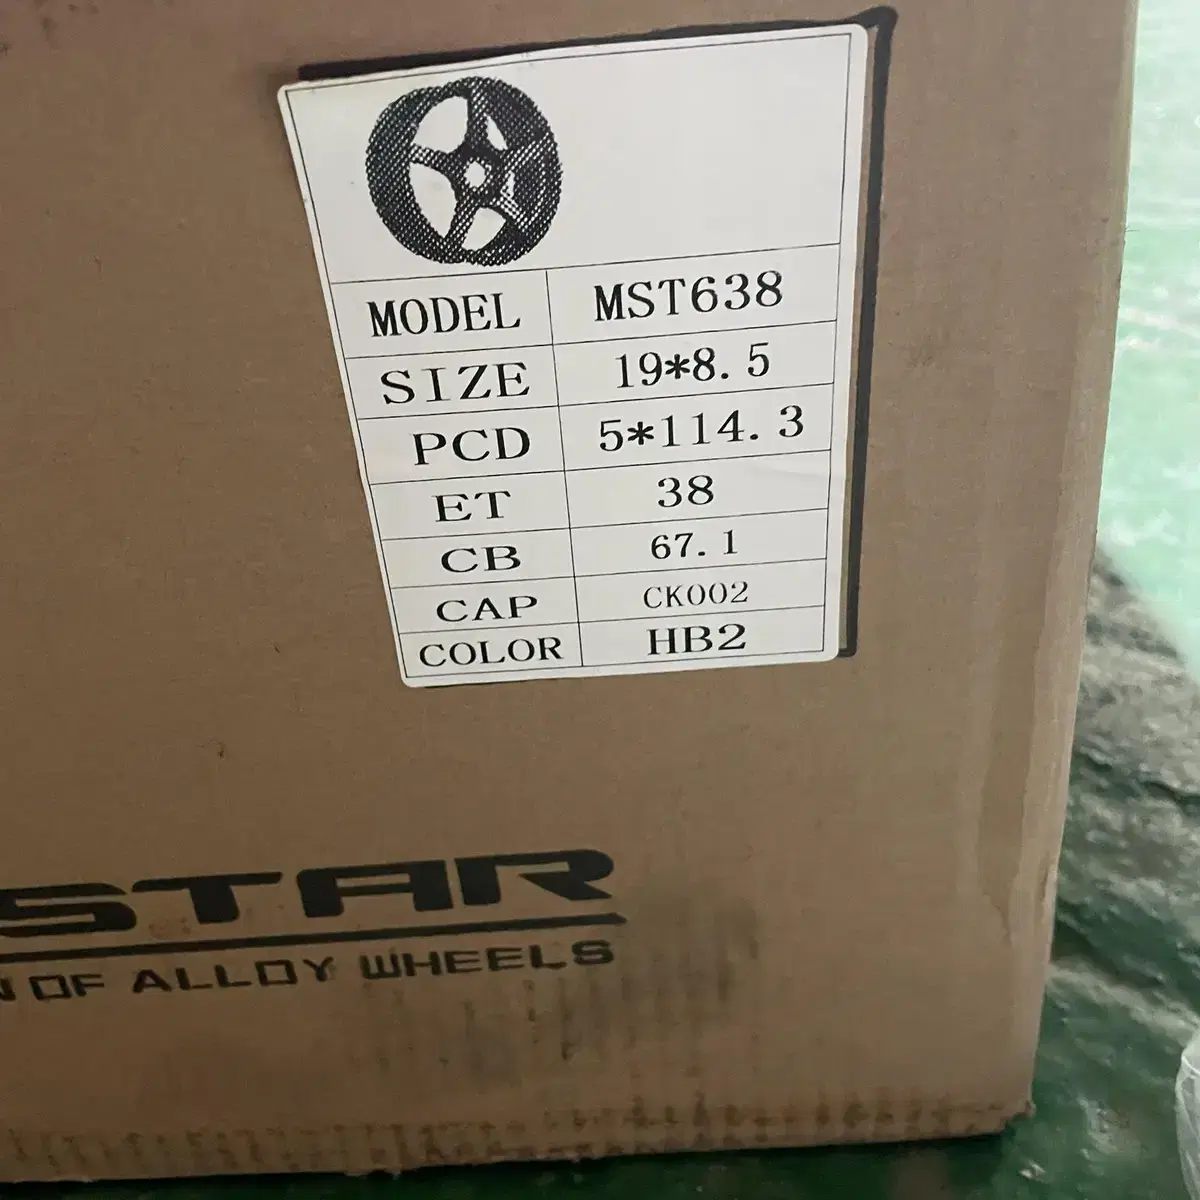 MODEL MST638
SIZE 19*8.5
PCD 5*114.3
ET 38
CB 67.1
CAP CK002
COLOR HB2
STAR
OF ALLOY WHEELS